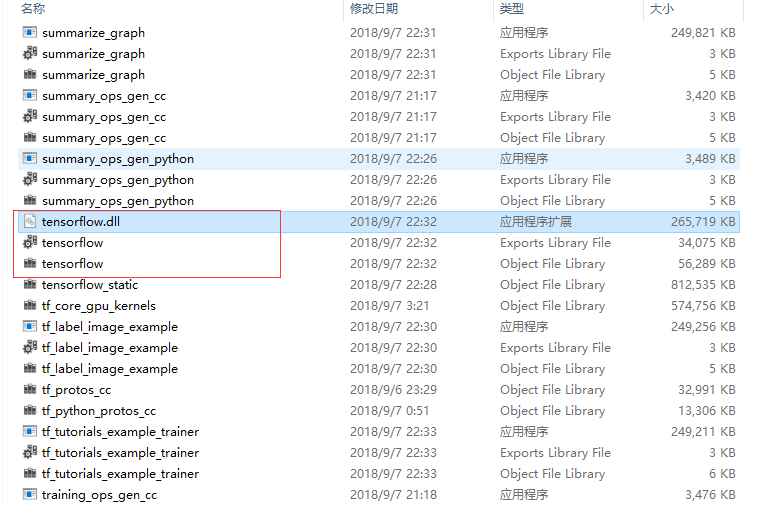 名称 修改日期 类型 大小
summarize_graph 2018/9/7 22:31 应用程序 249,821 KB
summarize_graph 2018/9/7 22:31 Exports Library File 3 KB
summarize_graph 2018/9/7 22:31 Object File Library 5 KB
summary_ops_gen_cc 2018/9/7 21:17 应用程序 3,420 KB
summary_ops_gen_cc 2018/9/7 21:17 Exports Library File 3 KB
summary_ops_gen_cc 2018/9/7 21:17 Object File Library 5 KB
summary_ops_gen_python 2018/9/7 22:26 应用程序 3,489 KB
summary_ops_gen_python 2018/9/7 22:26 Exports Library File 3 KB
summary_ops_gen_python 2018/9/7 22:26 Object File Library 5 KB
tensorflow.dll 2018/9/7 22:32 应用程序扩展 265,719 KB
tensorflow 2018/9/7 22:32 Exports Library File 34,075 KB
tensorflow 2018/9/7 22:32 Object File Library 56,289 KB
tensorflow_static 2018/9/7 22:28 Object File Library 812,535 KB
tf_core_gpu_kernels 2018/9/7 3:21 Object File Library 574,756 KB
tf_label_image_example 2018/9/7 22:30 应用程序 249,256 KB
tf_label_image_example 2018/9/7 22:30 Exports Library File 3 KB
tf_label_image_example 2018/9/7 22:30 Object File Library 5 KB
tf_protos_cc 2018/9/6 23:29 Object File Library 32,991 KB
tf_python_protos_cc 2018/9/7 0:51 Object File Library 13,306 KB
tf_tutorials_example_trainer 2018/9/7 22:33 应用程序 249,211 KB
tf_tutorials_example_trainer 2018/9/7 22:33 Exports Library File 3 KB
tf_tutorials_example_trainer 2018/9/7 22:33 Object File Library 6 KB
training_ops_gen_cc 2018/9/7 21:18 应用程序 3,476 KB